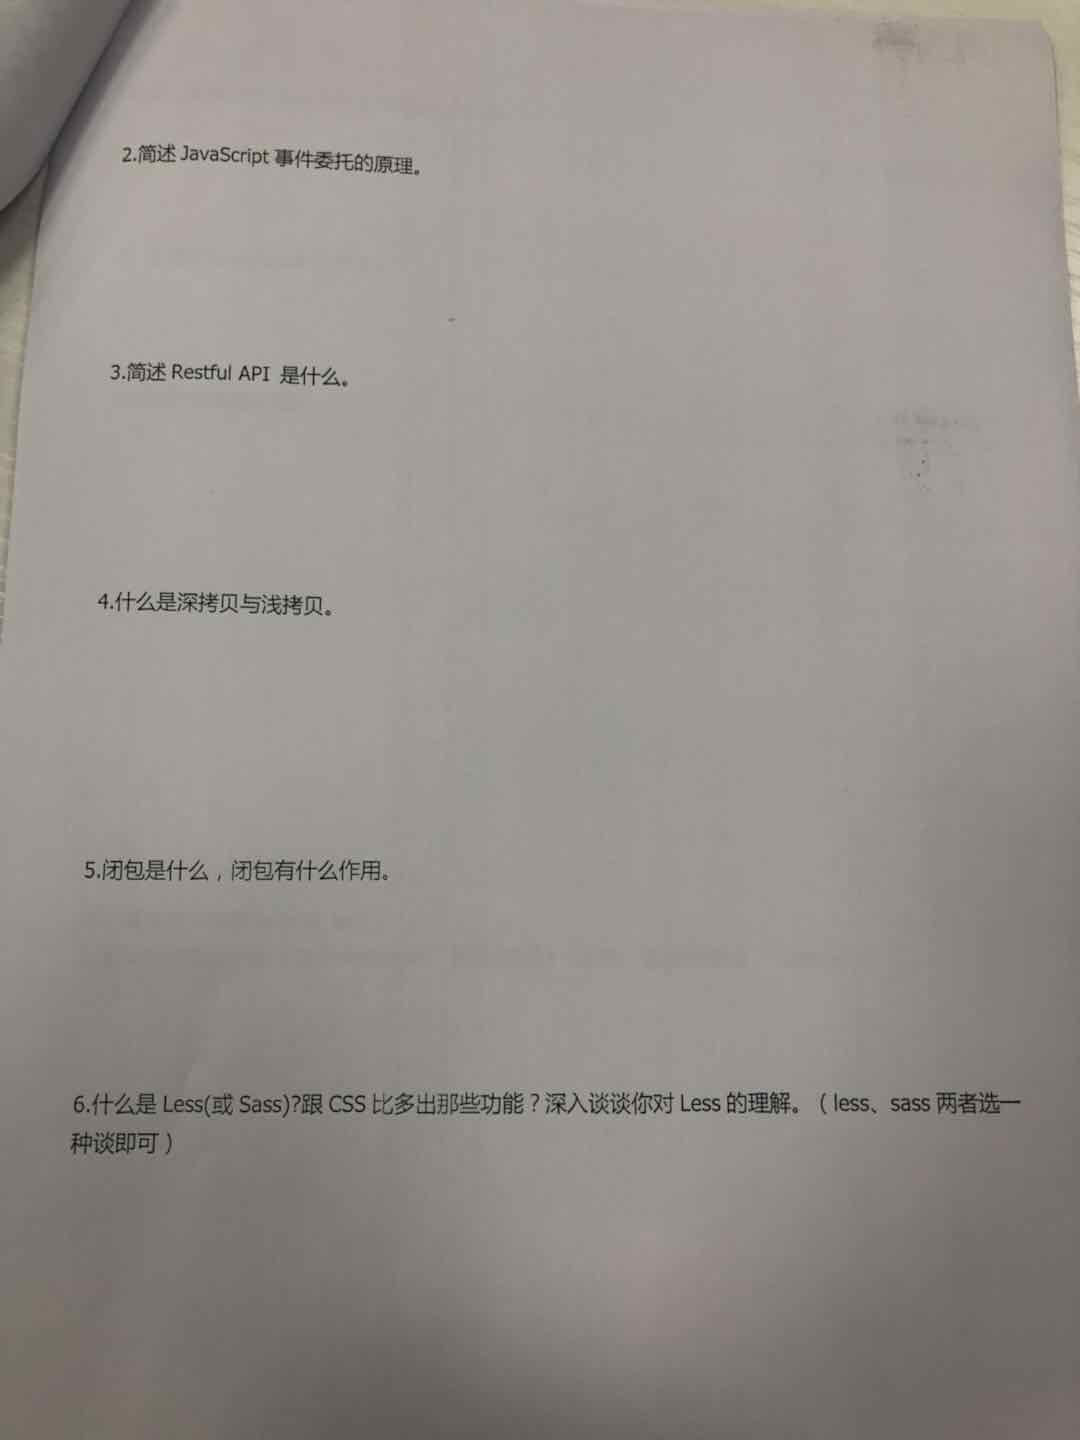 2.简述 JavaScript 事件委托的原理。
3.简述 Restful API 是什么。
4.什么是深拷贝与浅拷贝。
5.闭包是什么，闭包有什么作用。
6.什么是 Less(或 Sass)?跟 CSS 比多出那些功能？深入谈谈你对 Less 的理解。（less、sass 两者选一
种谈即可）